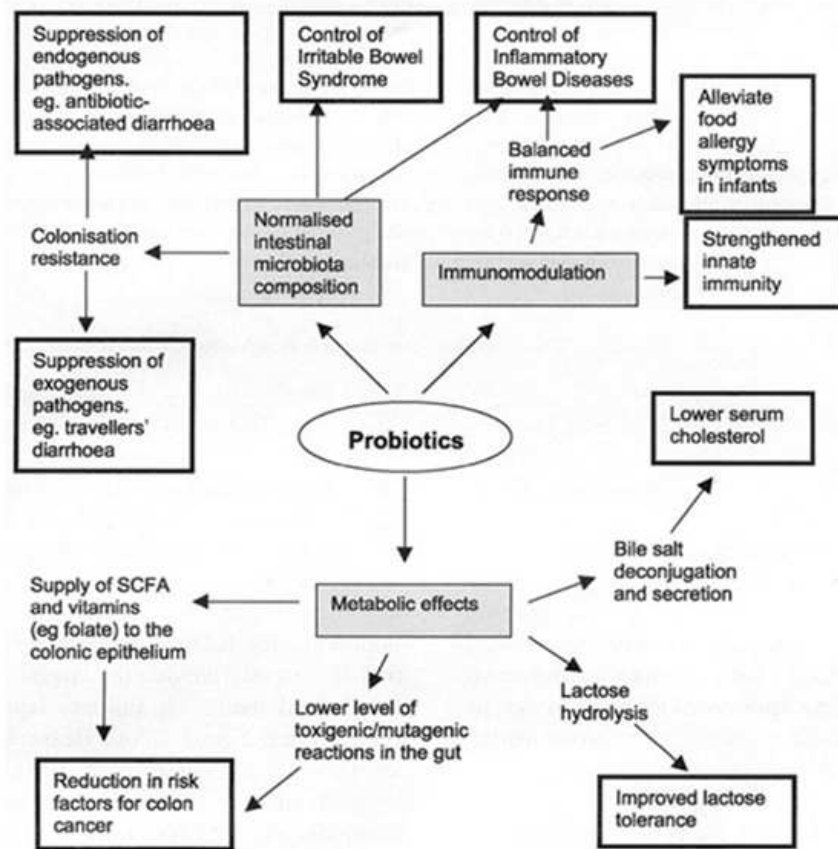 Suppression of
endogenous
pathogens.
eg. antibiotic-
associated diarrhoea
Control of
Irritable Bowel
Syndrome
Control of
Inflammatory
Bowel Diseases
Alleviate
food
allergy
symptoms
in infants
Balanced
immune
response
Colonisation
resistance
Normalised
intestinal
microbiota
composition
Immunomodulation
Strengthened
innate
immunity
Suppression of
exogenous
pathogens.
eg. travellers'
diarrhoea
Probiotics
Lower serum
cholesterol
Bile salt
deconjugation
and secretion
Supply of SCFA
and vitamins
(eg folate) to the
colonic epithelium
Metabolic effects
Lactose
hydrolysis
Lower level of
toxigenic/mutagenic
reactions in the gut
Reduction in risk
factors for colon
cancer
Improved lactose
tolerance